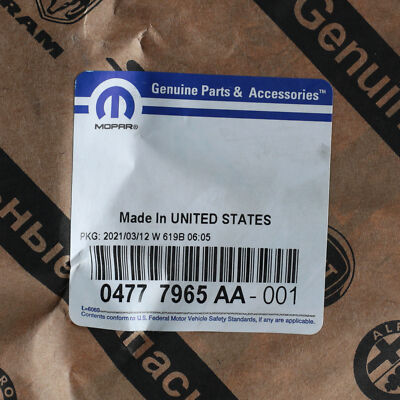 RAM
Genuine
Genuine Parts & Accessories™
MOPAR®
Made In UNITED STATES
PKG: 2021/03/12 W 619B 06:05
0477 7965 AA - 001
L=6060
Contents conform to U.S. Federal Motor Vehicle Safety Standards, if any are applicable.